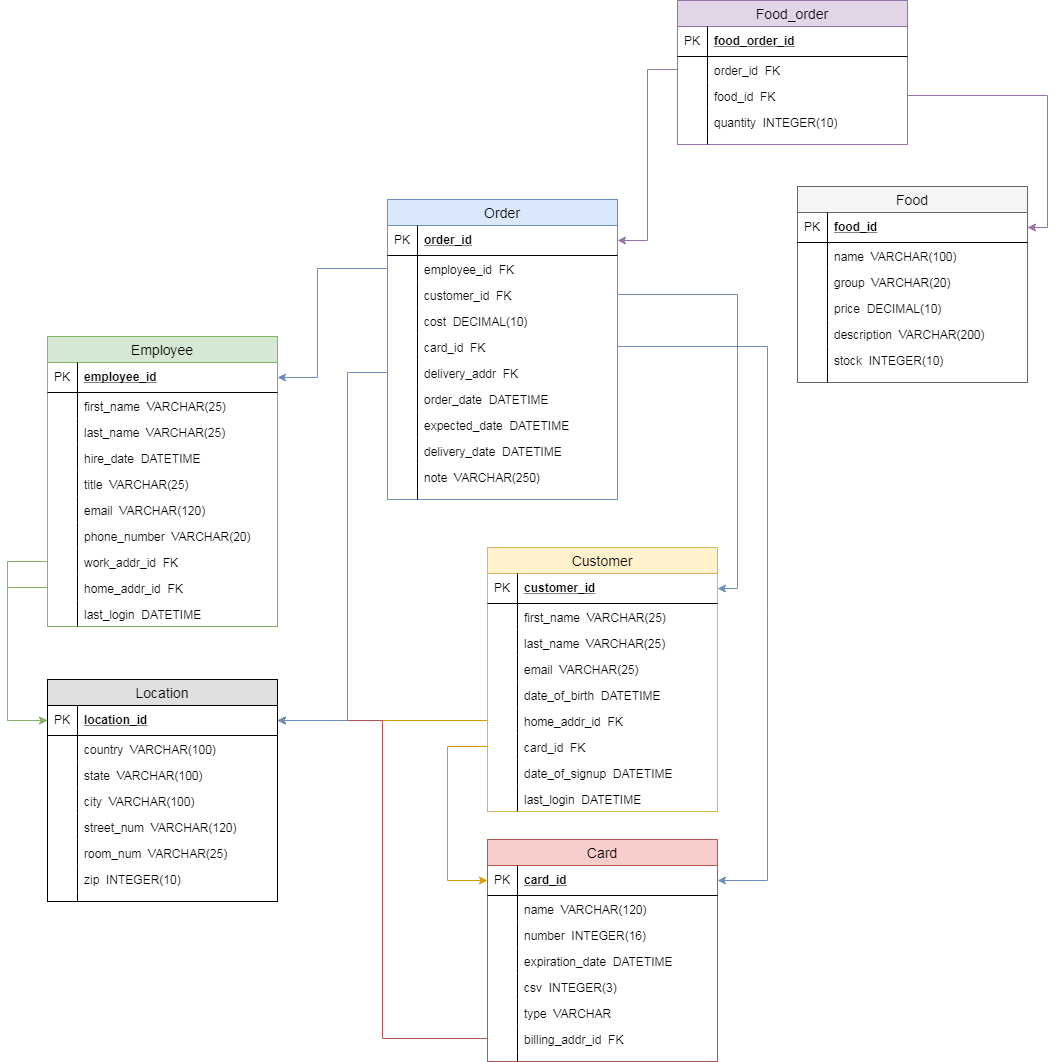 Food_order
PK food_order_id
order_id FK
food_id FK
quantity INTEGER(10)
Food
PK food_id
name VARCHAR(100)
group VARCHAR(20)
price DECIMAL(10)
description VARCHAR(200)
stock INTEGER(10)
Order
PK order_id
employee_id FK
customer_id FK
cost DECIMAL(10)
card_id FK
delivery_addr FK
order_date DATETIME
expected_date DATETIME
delivery_date DATETIME
note VARCHAR(250)
Employee
PK employee_id
first_name VARCHAR(25)
last_name VARCHAR(25)
hire_date DATETIME
title VARCHAR(25)
email VARCHAR(120)
phone_number VARCHAR(20)
work_addr_id FK
home_addr_id FK
last_login DATETIME
Customer
PK customer_id
first_name VARCHAR(25)
last_name VARCHAR(25)
email VARCHAR(25)
date_of_birth DATETIME
home_addr_id FK
card_id FK
date_of_signup DATETIME
last_login DATETIME
Location
PK location_id
country VARCHAR(100)
state VARCHAR(100)
city VARCHAR(100)
street_num VARCHAR(120)
room_num VARCHAR(25)
zip INTEGER(10)
Card
PK card_id
name VARCHAR(120)
number INTEGER(16)
expiration_date DATETIME
csv INTEGER(3)
type VARCHAR
billing_addr_id FK